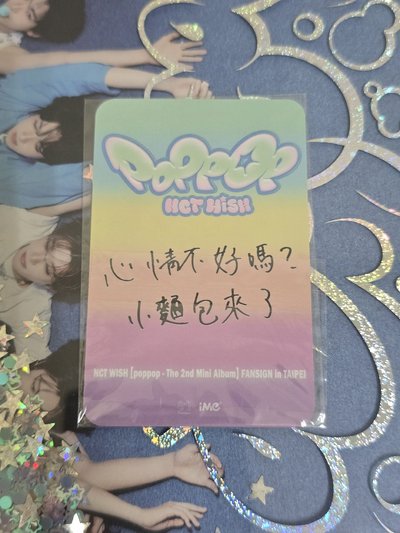 POPPOP
NCT WISH
心情不好嗎?
小麵包來了
NCT WISH [poppop - The 2nd Mini Album] FANSIGN in TAIPEI
iMe